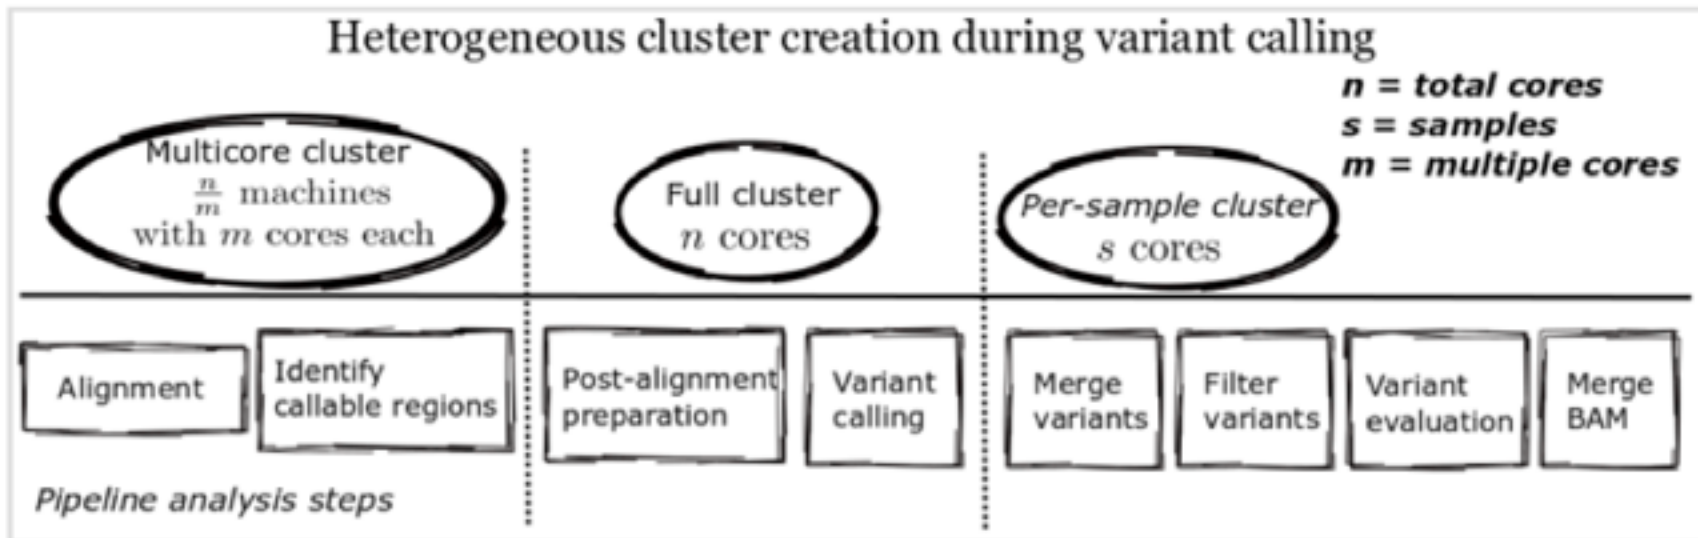 Heterogeneous cluster creation during variant calling
n = total cores
s = samples
m = multiple cores
Multicore cluster
n/m machines
with m cores each
Full cluster
n cores
Per-sample cluster
s cores
Alignment
Identify
callable regions
Post-alignment
preparation
Variant
calling
Merge
variants
Filter
variants
Variant
evaluation
Merge
BAM
Pipeline analysis steps